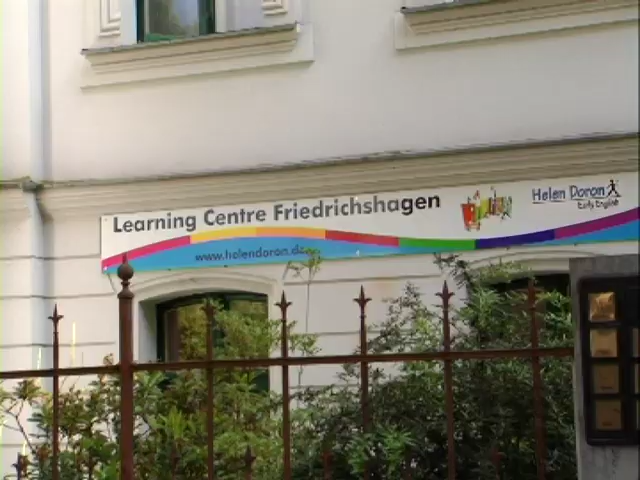 Learning Centre Friedrichshagen
www.helendoron.de
Helen Doron
Early English